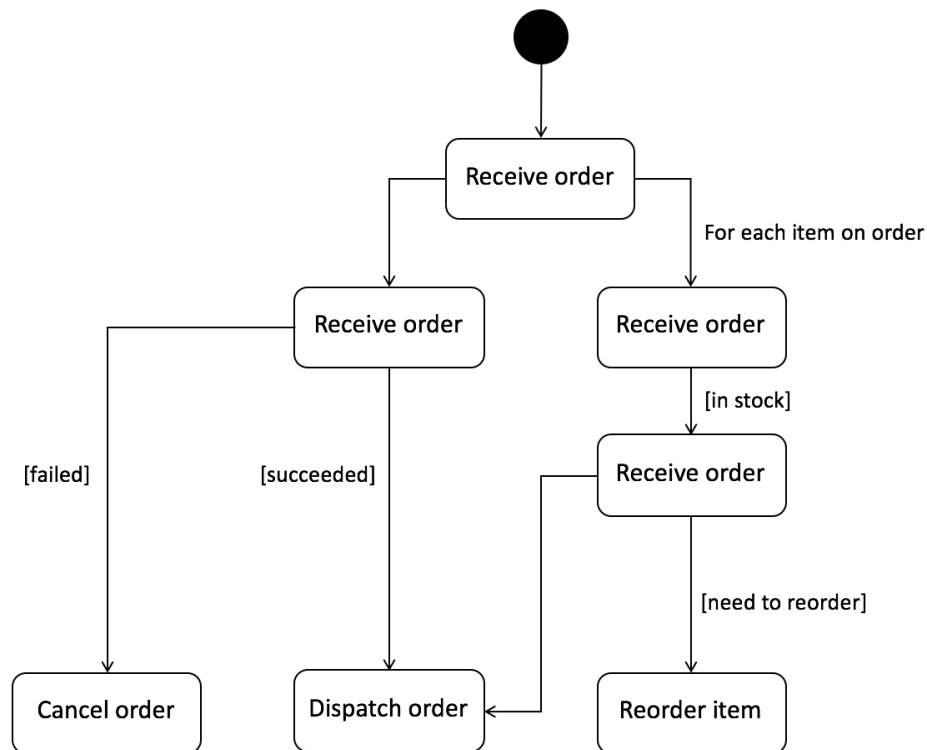 Receive order
For each item on order
Receive order
Receive order
[in stock]
Receive order
[failed]
[succeeded]
[need to reorder]
Cancel order
Dispatch order
Reorder item